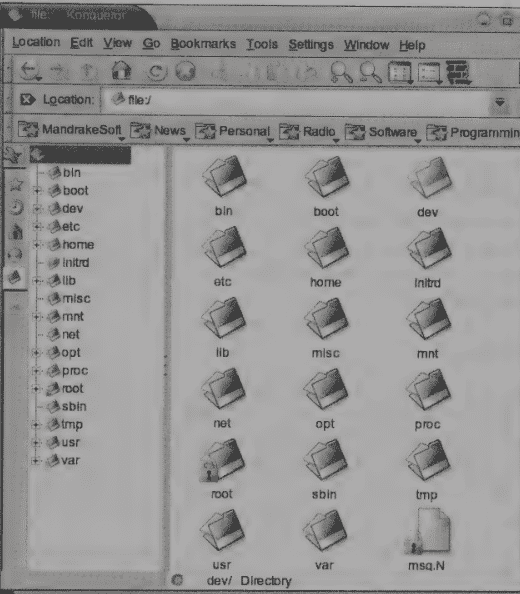 file: Konqueror
Location Edit View Go Bookmarks Tools Settings Window Help
Location: file:/
MandrakeSoft News Personal Radio Software Programmin
bin
boot
dev
etc
home
initrd
lib
misc
mnt
net
opt
proc
root
sbin
tmp
usr
var
bin boot dev
etc home initrd
lib misc mnt
net opt proc
root sbin tmp
usr var msg.N
dev/ Directory